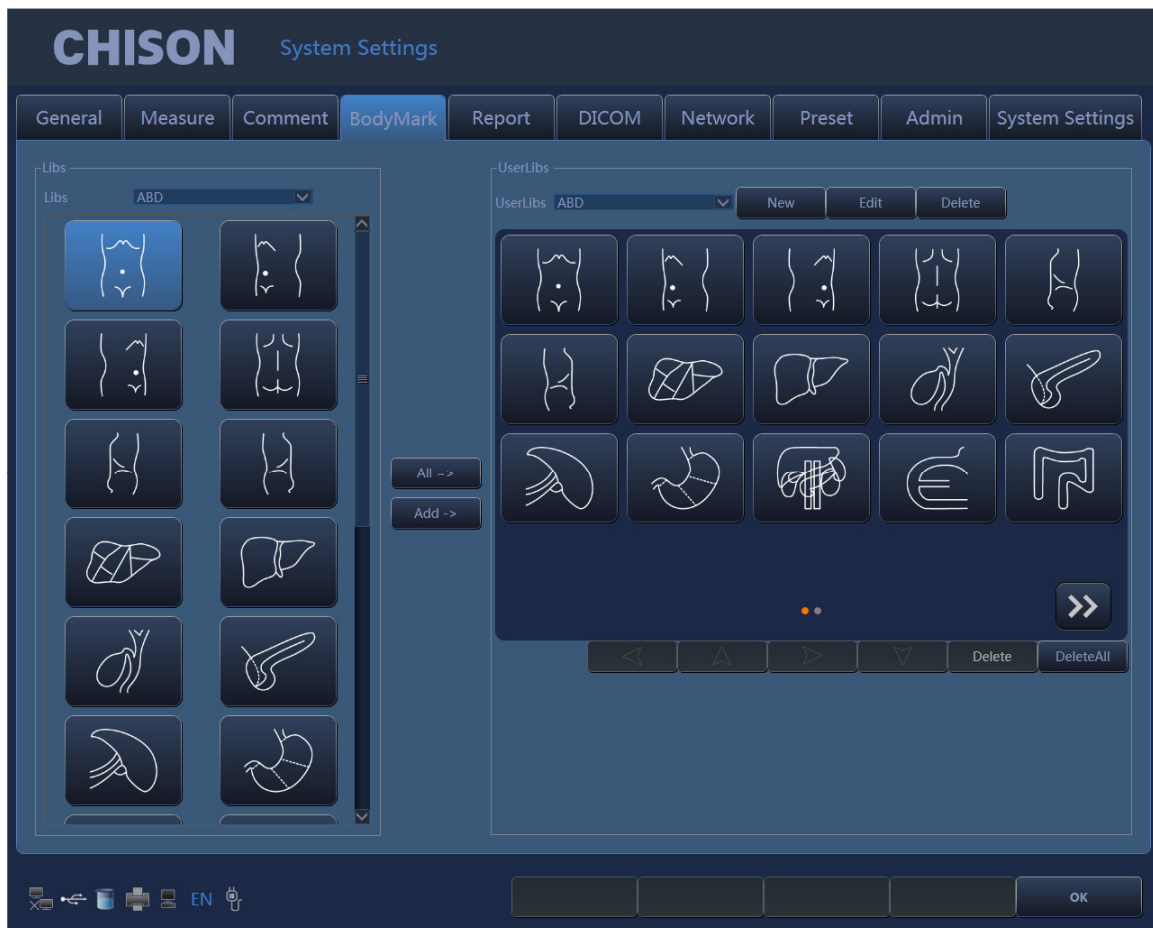 CHISON System Settings
General Measure Comment BodyMark Report DICOM Network Preset Admin System Settings
Libs
Libs ABD
All -->
Add ->
UserLibs
UserLibs ABD New Edit Delete
Delete DeleteAll
EN
OK